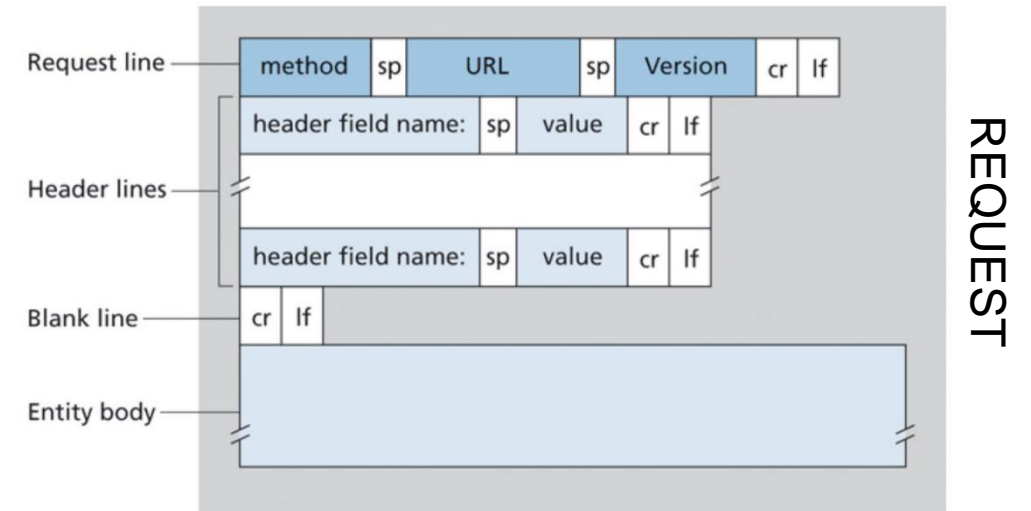 Request line method sp URL sp Version cr lf
header field name: sp value cr lf
Header lines
header field name: sp value cr lf
Blank line cr lf
Entity body
REQUEST